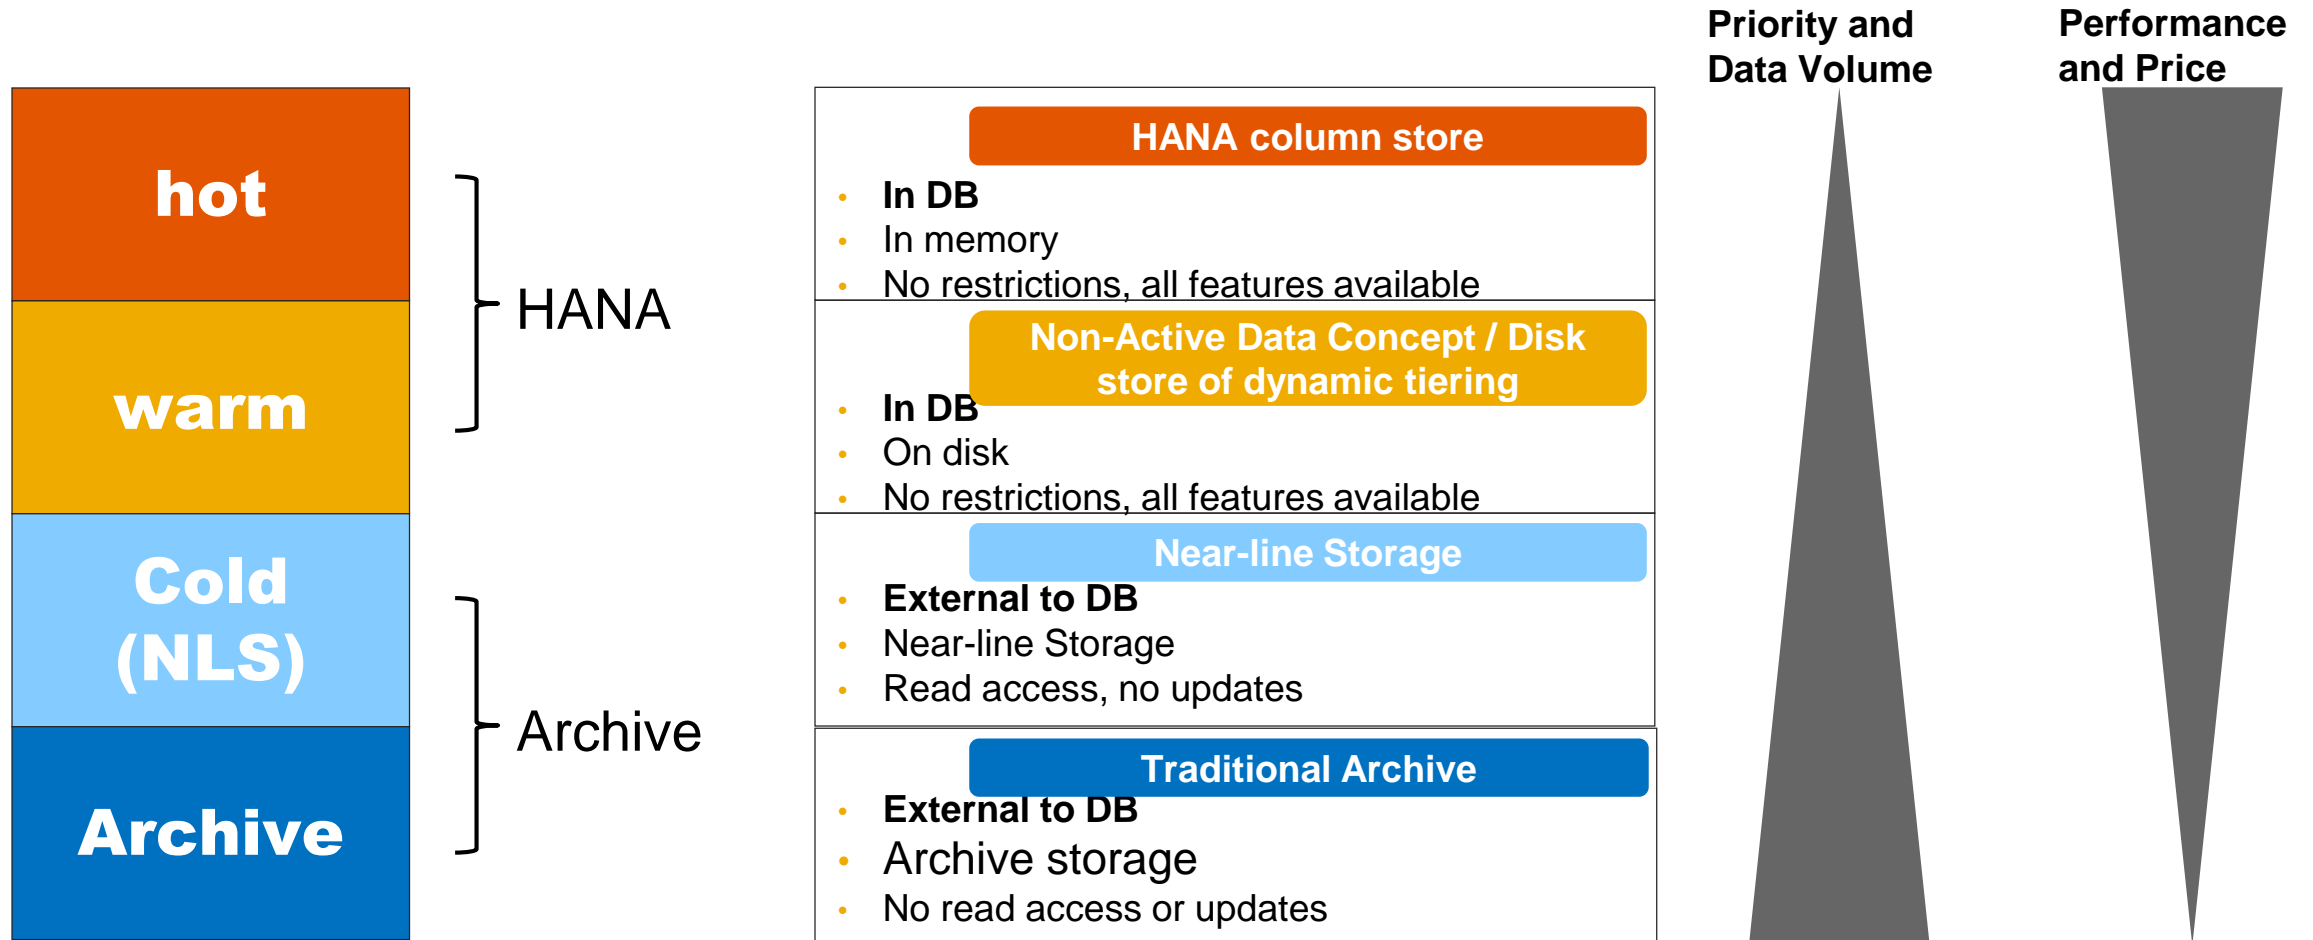 Priority and
Data Volume
Performance
and Price
hot
warm
Cold
(NLS)
Archive
HANA
Archive
HANA column store
• In DB
• In memory
• No restrictions, all features available
Non-Active Data Concept / Disk
store of dynamic tiering
• In DB
• On disk
• No restrictions, all features available
Near-line Storage
• External to DB
• Near-line Storage
• Read access, no updates
Traditional Archive
• External to DB
• Archive storage
• No read access or updates